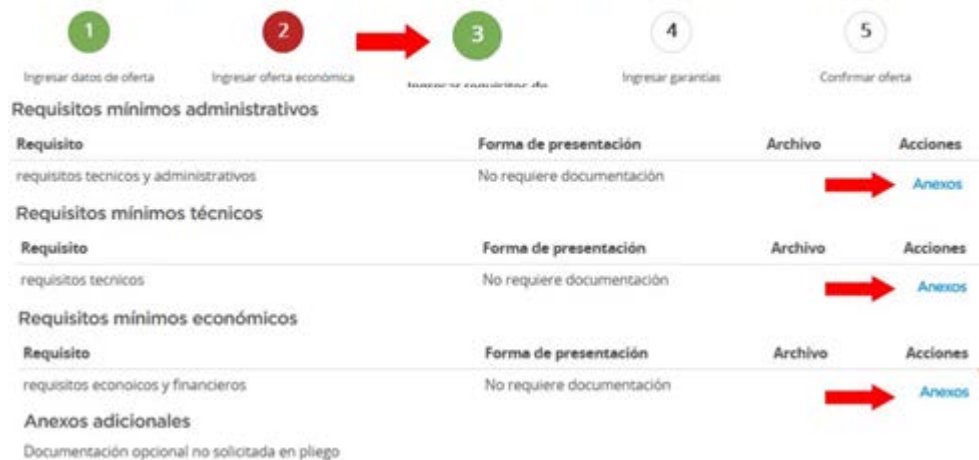 1 2 3 4 5
Ingresar datos de oferta Ingresar oferta económica Ingresar requisitos de Ingresar garantías Confirmar oferta
Requisitos mínimos administrativos
Requisito Forma de presentación Archivo Acciones
requisitos tecnicos y administrativos No requiere documentación Anexos
Requisitos mínimos técnicos
Requisito Forma de presentación Archivo Acciones
requisitos tecnicos No requiere documentación Anexos
Requisitos mínimos económicos
Requisito Forma de presentación Archivo Acciones
requisitos econoicos y financieros No requiere documentación Anexos
Anexos adicionales
Documentación opcional no solicitada en pliego